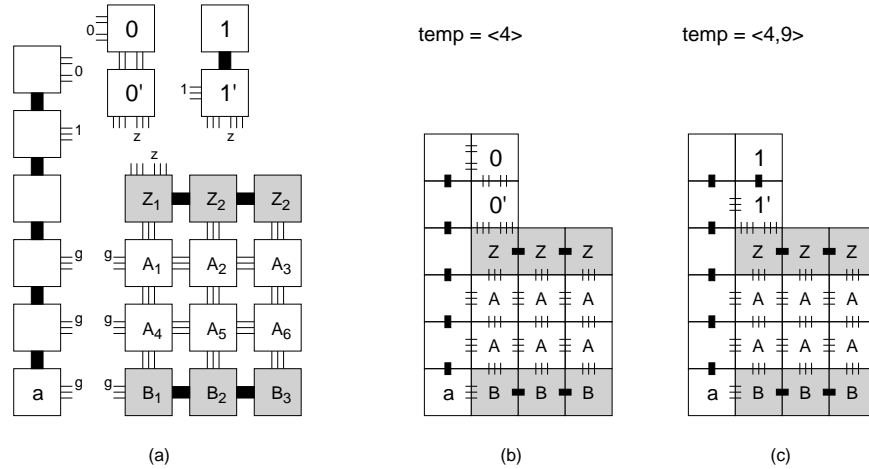 0
0
0
1
0'
1
1
1'
z
z
z
Z1 Z2 Z2
g
g
A1 A2 A3
g
g
A4 A5 A6
a
g
g
B1 B2 B3
(a)
temp = <4>
0
0'
Z Z Z
A A A
A A A
a B B B
(b)
temp = <4,9>
1
1'
Z Z Z
A A A
A A A
a B B B
(c)